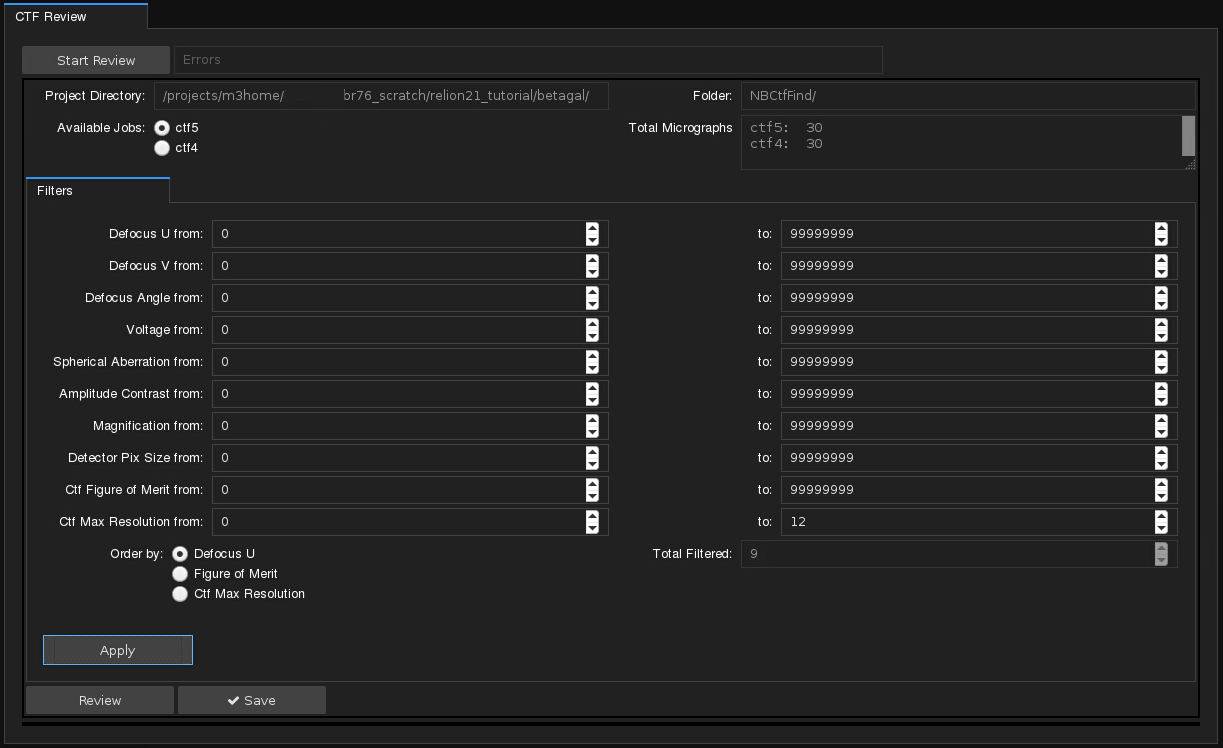 CTF Review
Start Review Errors
Project Directory: /projects/m3home/ br76_scratch/relion21_tutorial/betagal/ Folder: NBCtfFind/
Available Jobs: ctf5 Total Micrographs ctf5: 30
ctf4 ctf4: 30
Filters
Defocus U from: 0 to: 99999999
Defocus V from: 0 to: 99999999
Defocus Angle from: 0 to: 99999999
Voltage from: 0 to: 99999999
Spherical Aberration from: 0 to: 99999999
Amplitude Contrast from: 0 to: 99999999
Magnification from: 0 to: 99999999
Detector Pix Size from: 0 to: 99999999
Ctf Figure of Merit from: 0 to: 99999999
Ctf Max Resolution from: 0 to: 12
Order by: Defocus U Total Filtered: 9
Figure of Merit
Ctf Max Resolution
Apply
Review Save